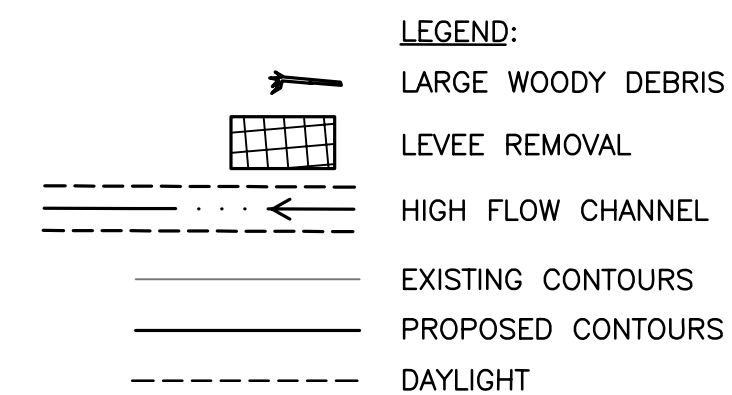 LEGEND:
LARGE WOODY DEBRIS
LEVEE REMOVAL
HIGH FLOW CHANNEL
EXISTING CONTOURS
PROPOSED CONTOURS
DAYLIGHT